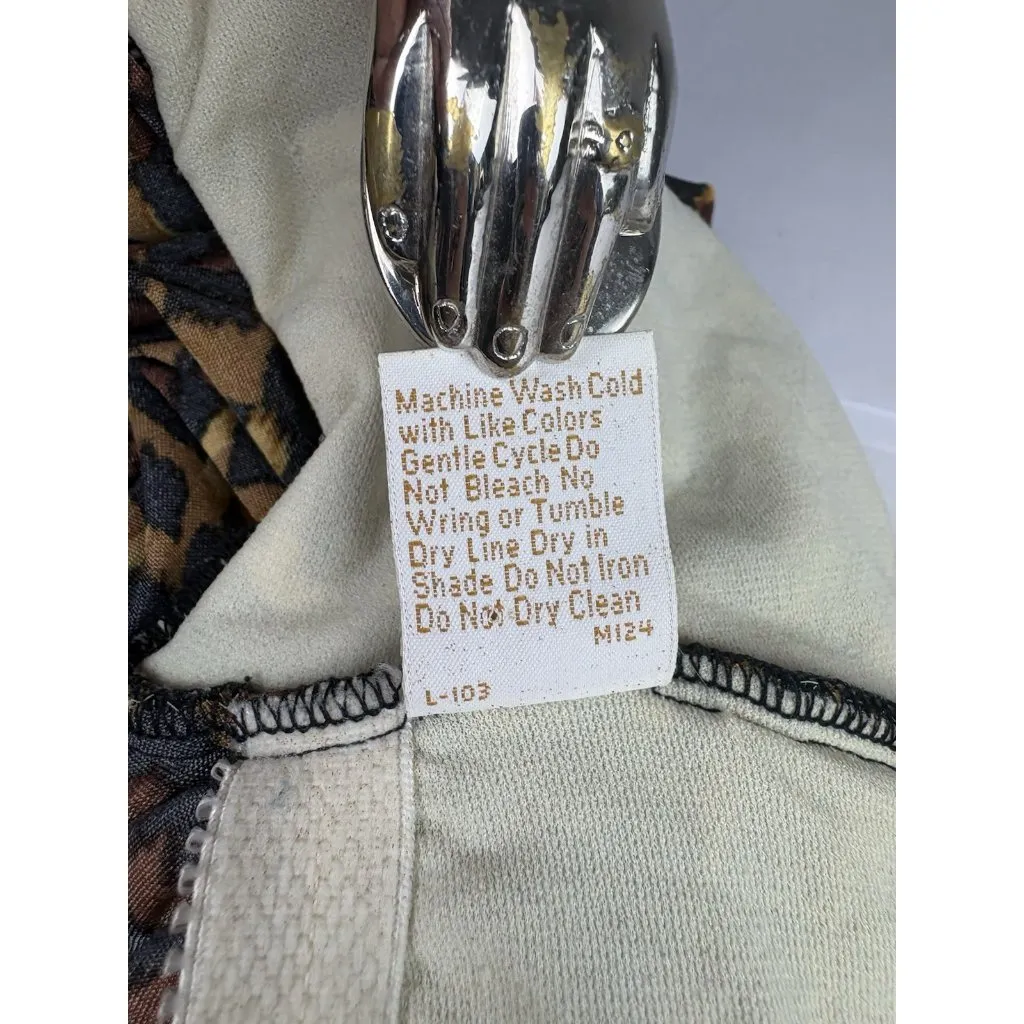 Machine Wash Cold
with Like Colors
Gentle Cycle Do
Not Bleach No
Wring or Tumble
Dry Line Dry in
Shade Do Not Iron
Do Not Dry Clean
M124
L-103